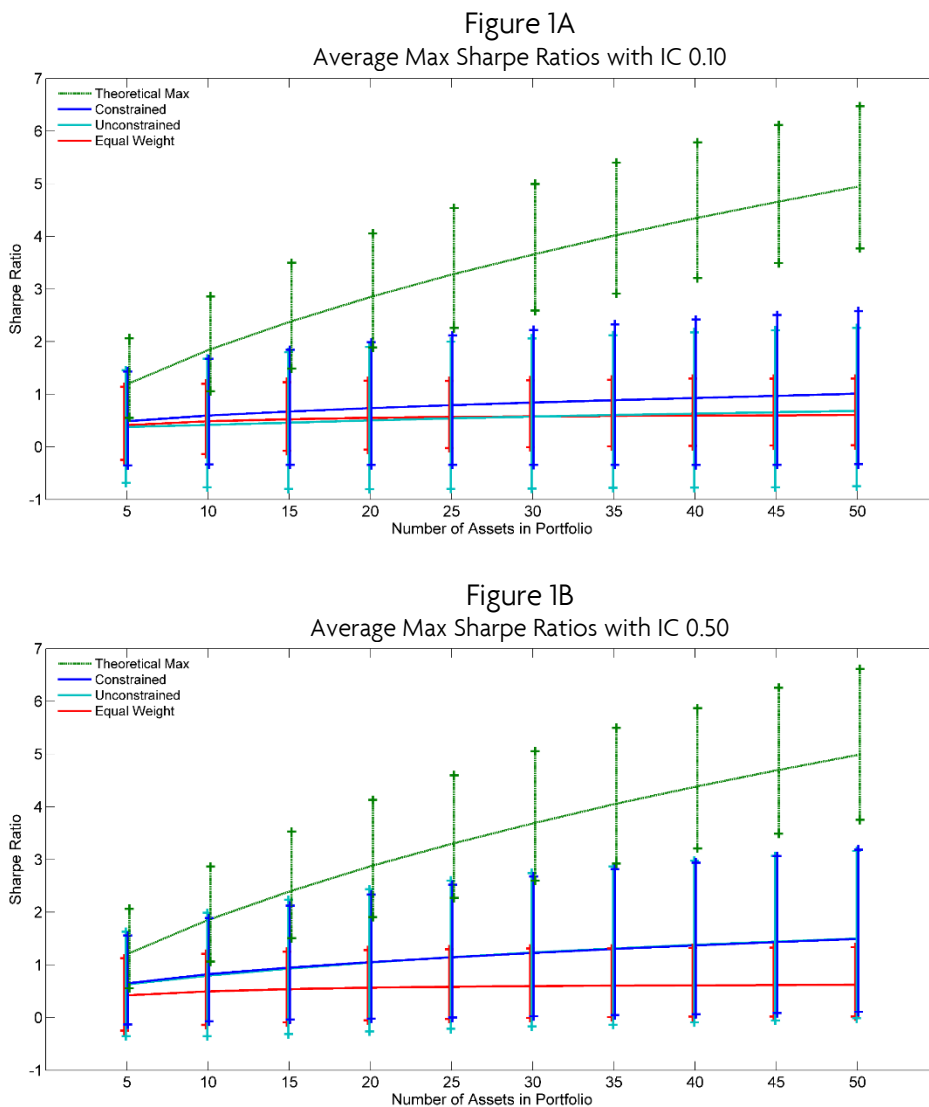 Figure 1A
Average Max Sharpe Ratios with IC 0.10
7
6
5
4
3
2
1
0
-1
Sharpe Ratio
Theoretical Max
Constrained
Unconstrained
Equal Weight
5 10 15 20 25 30 35 40 45 50
Number of Assets in Portfolio
Figure 1B
Average Max Sharpe Ratios with IC 0.50
7
6
5
4
3
2
1
0
-1
Sharpe Ratio
Theoretical Max
Constrained
Unconstrained
Equal Weight
5 10 15 20 25 30 35 40 45 50
Number of Assets in Portfolio